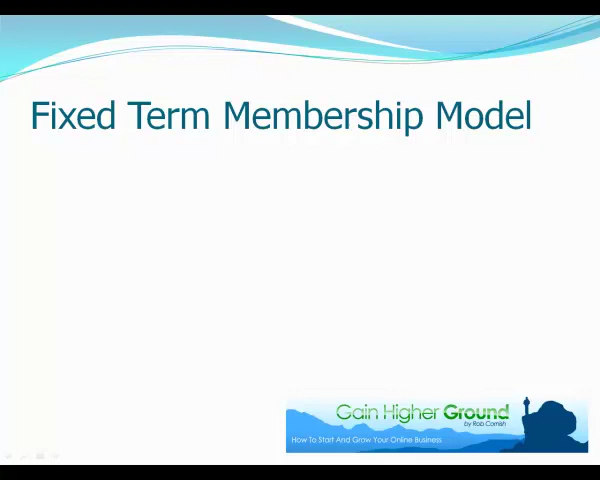 Fixed Term Membership Model
Gain Higher Ground
by Rob Cornish
How To Start And Grow Your Online Business